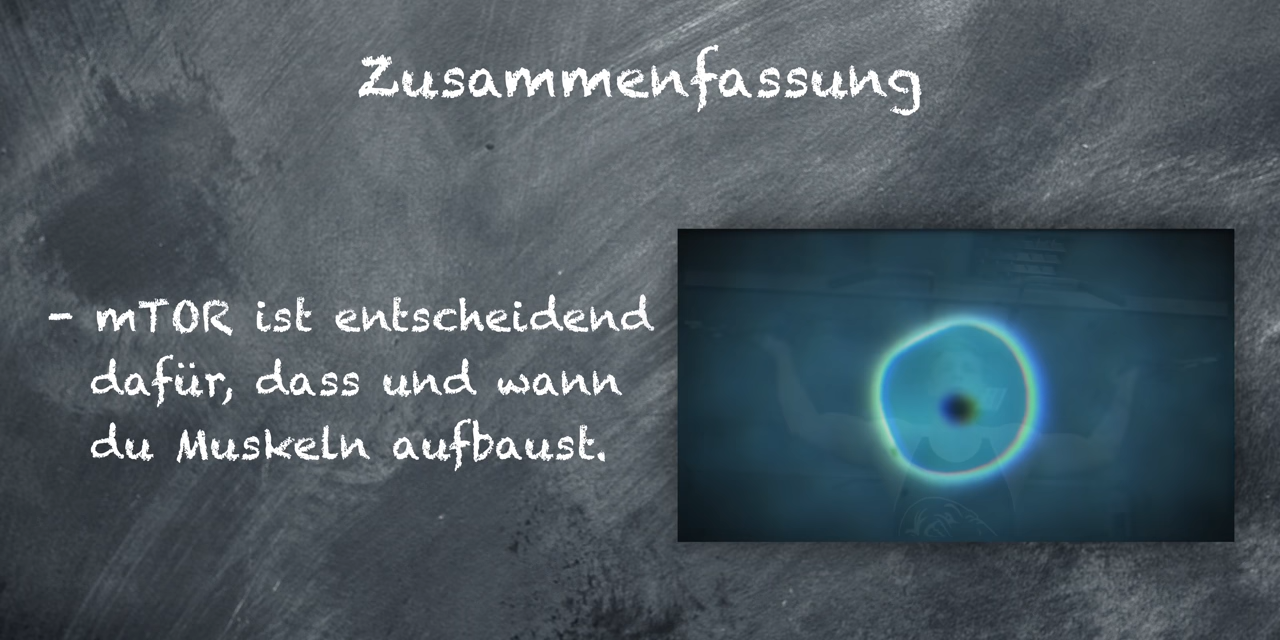 Zusammenfassung
- mTOR ist entscheidend
dafür, dass und wann
du Muskeln aufbaust.